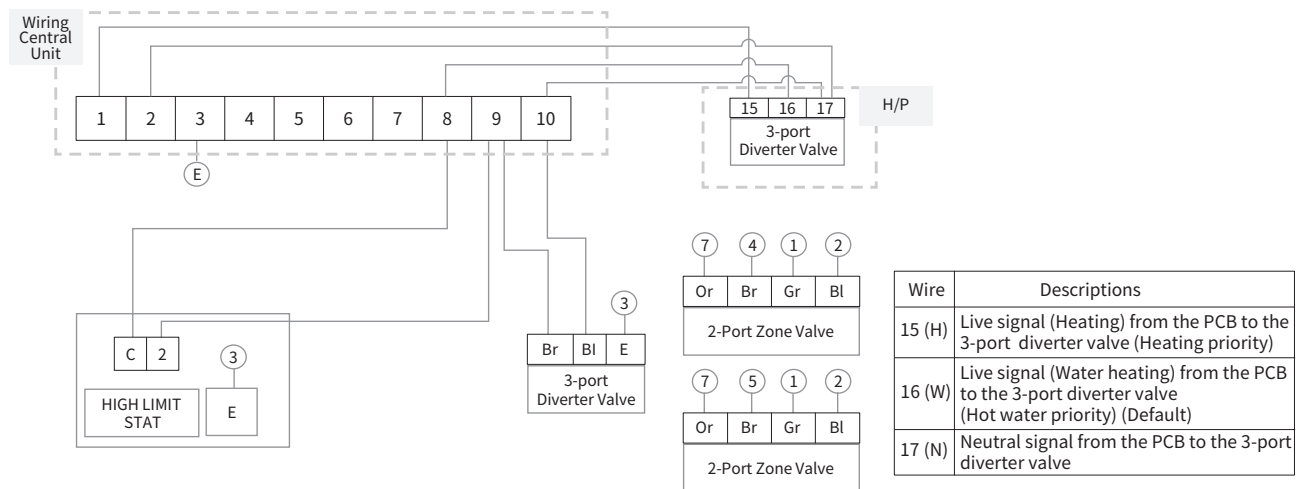 Wiring
Central
Unit
1 2 3 4 5 6 7 8 9 10
E
15 16 17
3-port
Diverter Valve
H/P
C 2
3
E
HIGH LIMIT
STAT
3
Br Bl E
3-port
Diverter Valve
7 4 1 2
Or Br Gr Bl
2-Port Zone Valve
7 5 1 2
Or Br Gr Bl
2-Port Zone Valve
Wire Descriptions
15 (H) Live signal (Heating) from the PCB to the
3-port diverter valve (Heating priority)
16 (W) Live signal (Water heating) from the PCB
to the 3-port diverter valve
(Hot water priority) (Default)
17 (N) Neutral signal from the PCB to the 3-port
diverter valve